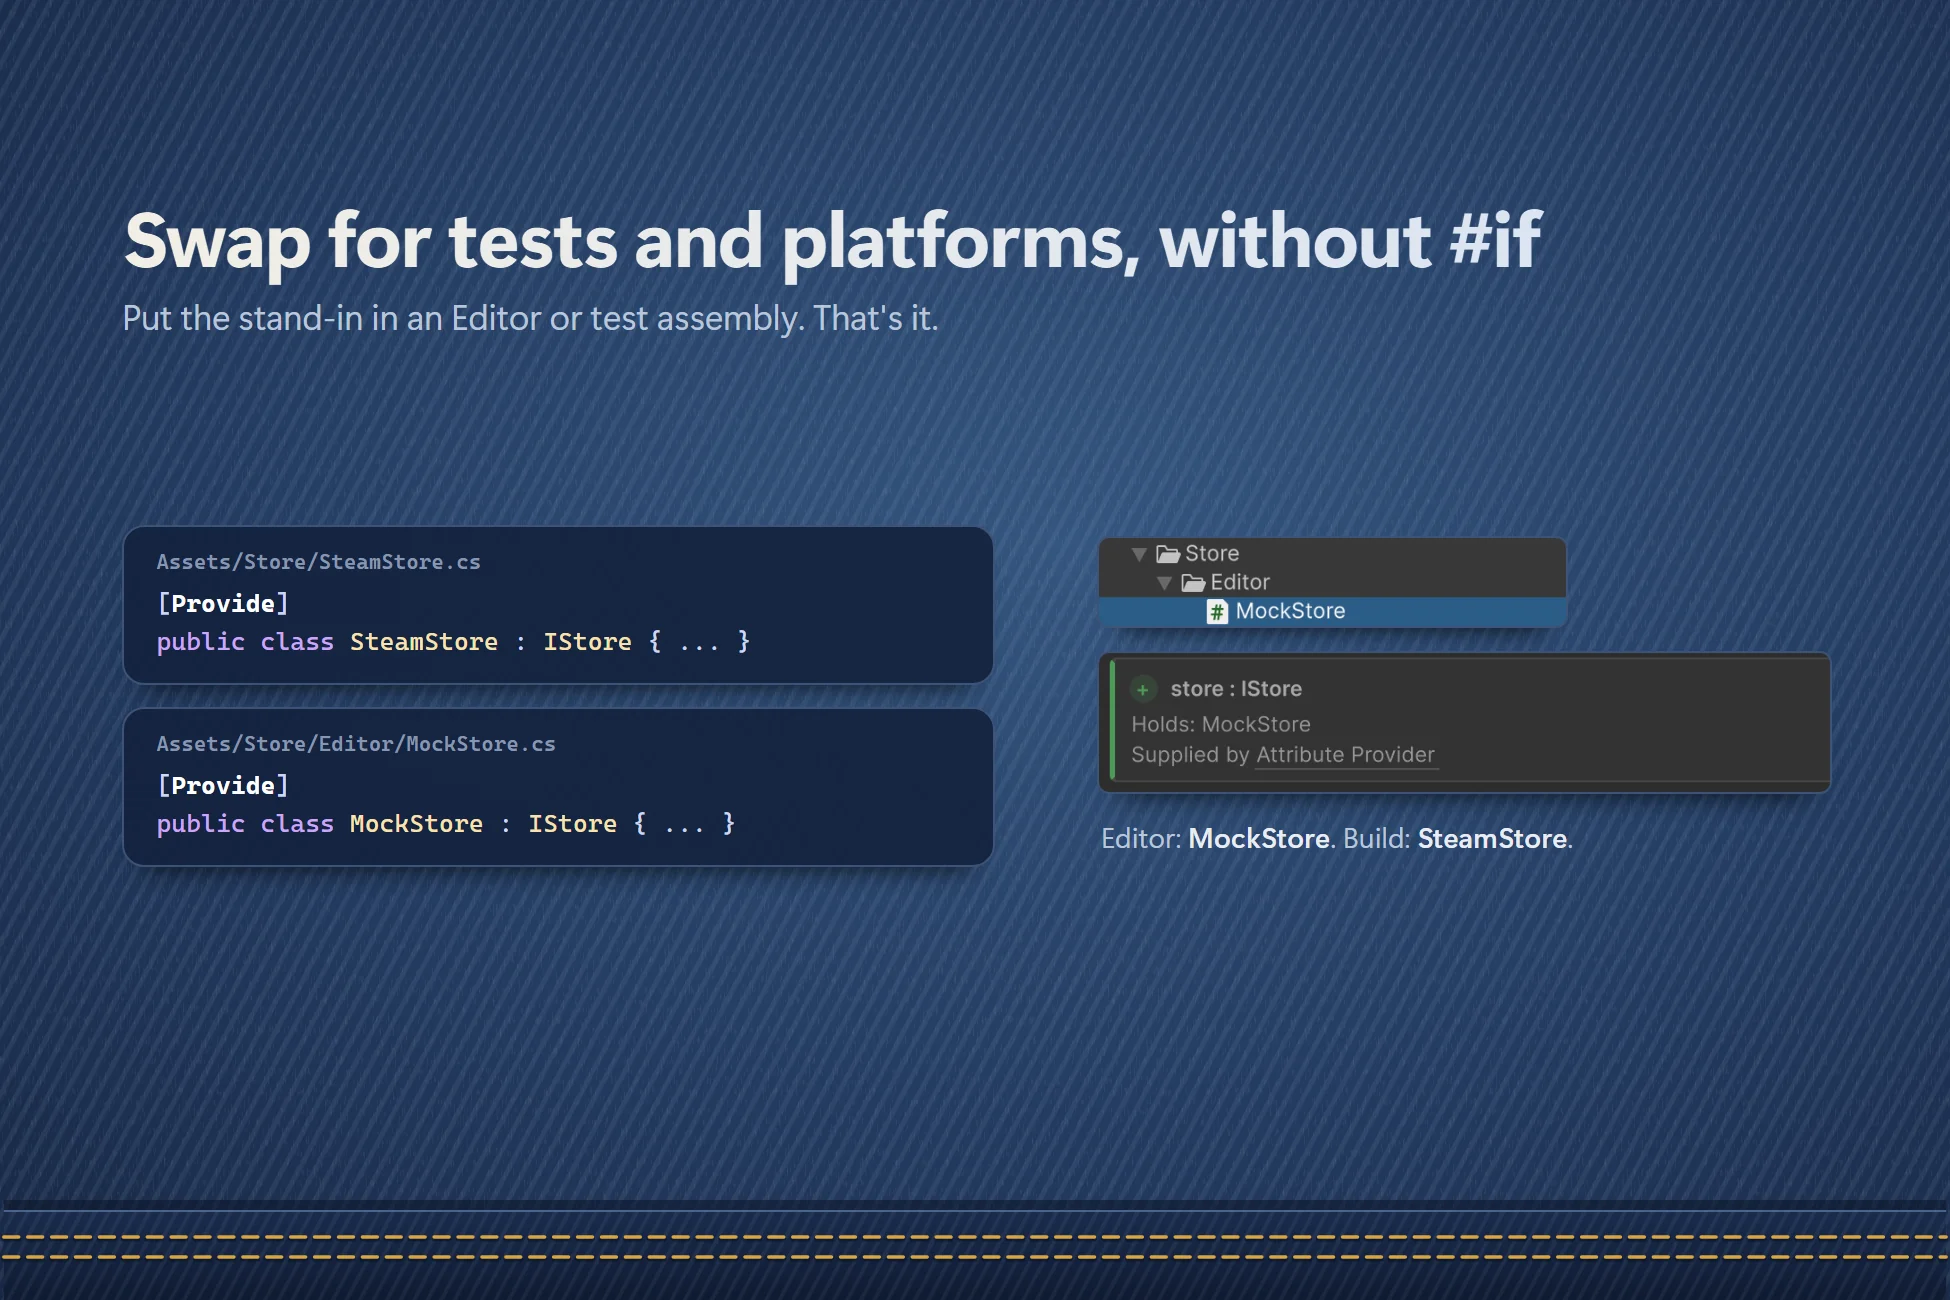 Swap for tests and platforms, without #if
Put the stand-in in an Editor or test assembly. That's it.
Assets/Store/SteamStore.cs
[Provide]
public class SteamStore : IStore { ... }
Assets/Store/Editor/MockStore.cs
[Provide]
public class MockStore : IStore { ... }
Store
Editor
# MockStore
+ store : IStore
Holds: MockStore
Supplied by Attribute Provider
Editor: MockStore. Build: SteamStore.